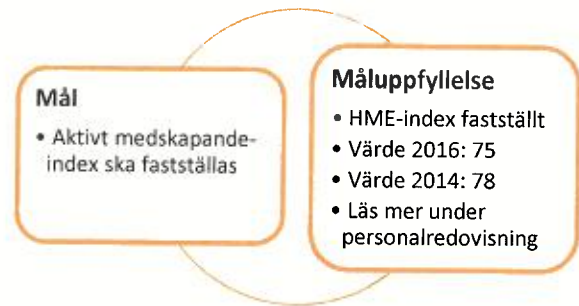 Mål
• Aktivt medskapande-
index ska fastställas
Måluppfyllelse
• HME-index fastställt
• Värde 2016: 75
• Värde 2014: 78
• Läs mer under
personalredovisning